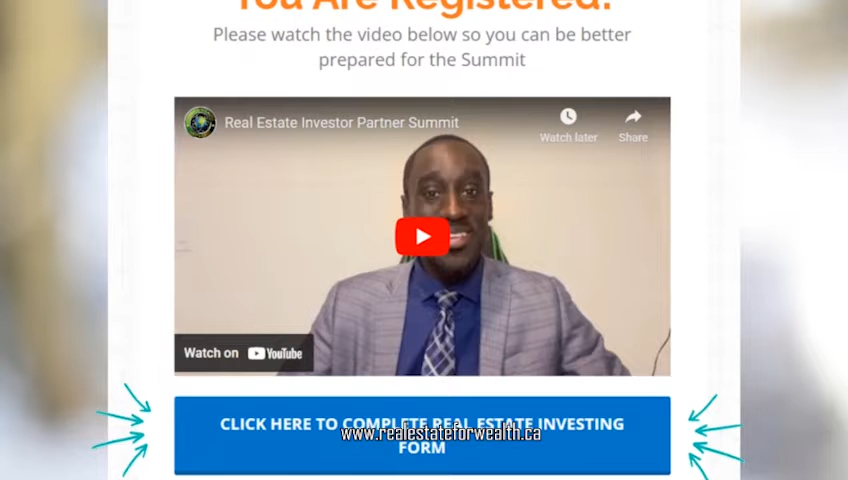 You Are Registered!
Please watch the video below so you can be better
prepared for the Summit
Real Estate Investor Partner Summit
Watch later
Share
Watch on YouTube
CLICK HERE TO COMPLETE REAL ESTATE INVESTING
FORM
www.realestateforwealth.ca